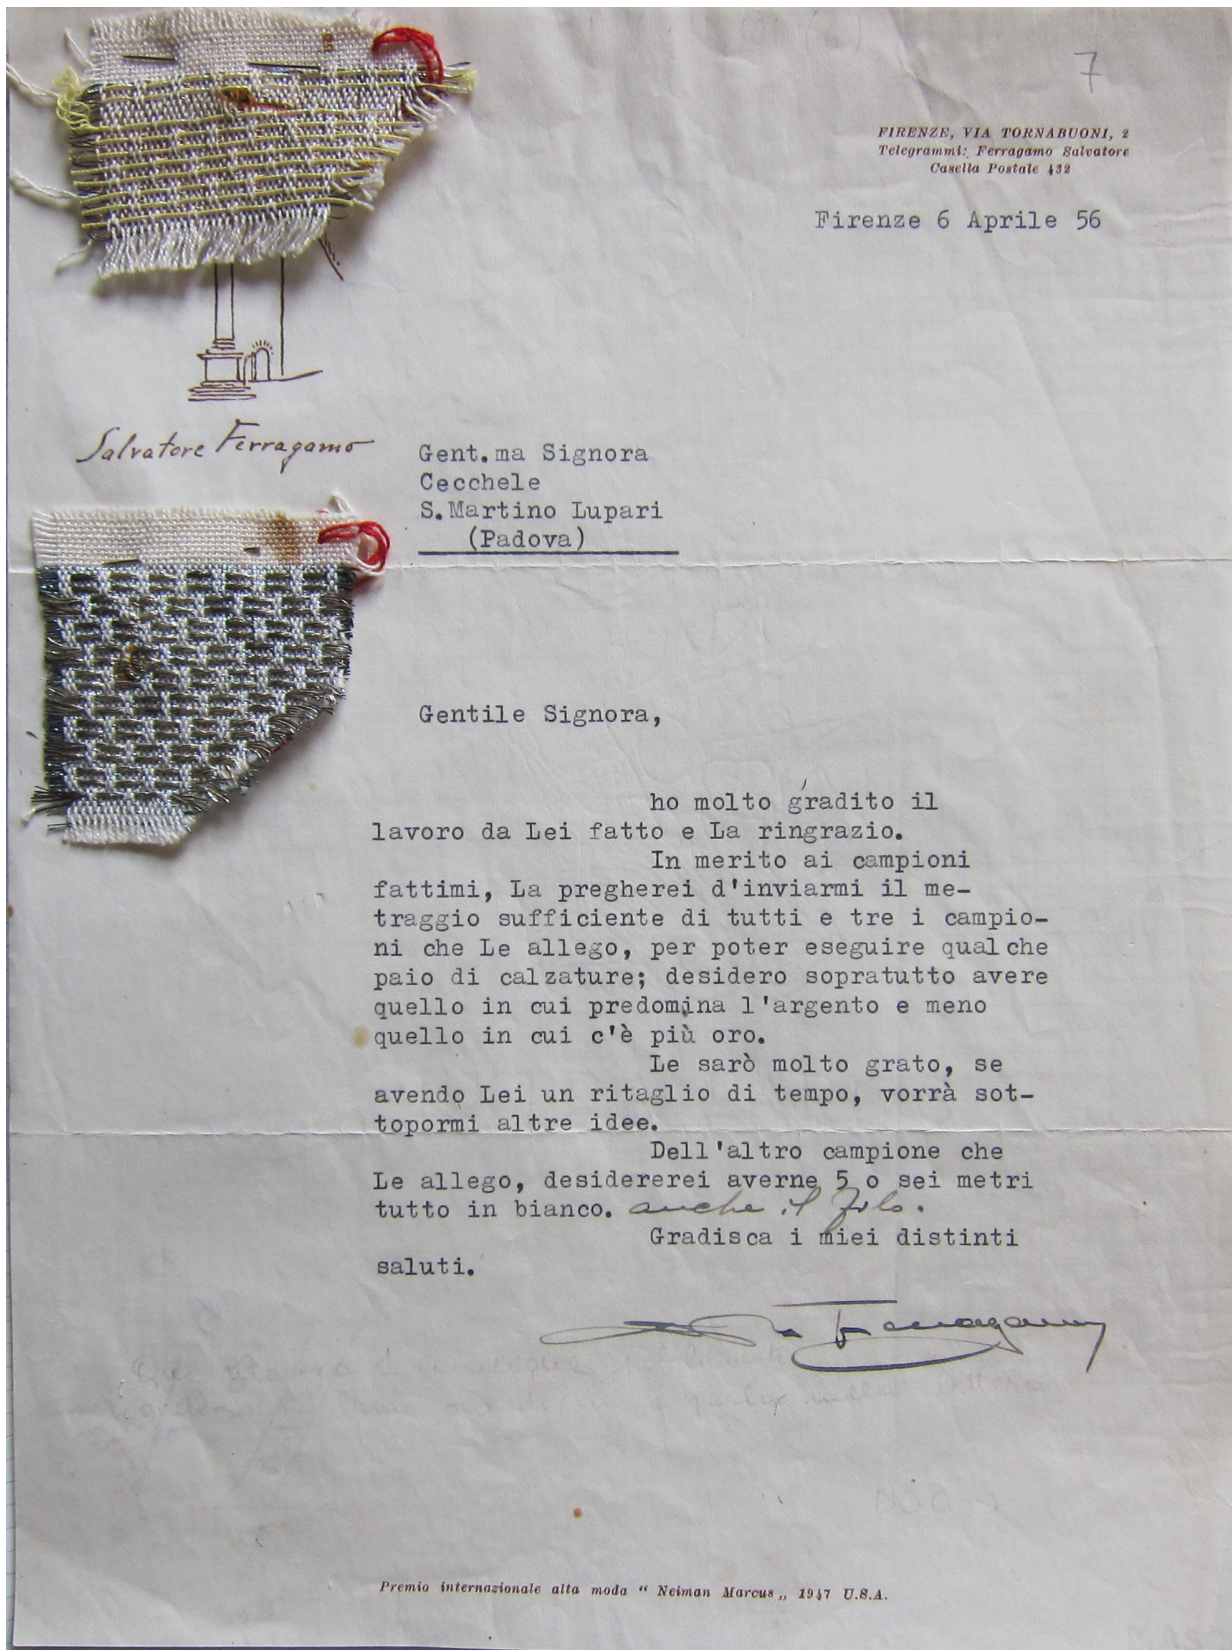 7
FIRENZE, VIA TORNABUONI, 2
Telegrammi: Ferragamo Salvatore
Casella Postale 432
Firenze 6 Aprile 56
Salvatore Ferragamo
Gent.ma Signora
Cecchele
S.Martino Lupari
(Padova)
Gentile Signora,
ho molto gradito il
lavoro da Lei fatto e La ringrazio.
In merito ai campioni
fattimi, La pregherei d'inviarmi il me-
traggio sufficiente di tutti e tre i campio-
ni che Le allego, per poter eseguire qualche
paio di calzature; desidero sopratutto avere
quello in cui predomina l'argento e meno
quello in cui c'è più oro.
Le sarò molto grato, se
avendo Lei un ritaglio di tempo, vorrà sot-
topormi altre idee.
Dell'altro campione che
Le allego, desidererei averne 5 o sei metri
tutto in bianco. anche il filo.
Gradisca i miei distinti
saluti.
Ferragamo
Premio internazionale alta moda “ Neiman Marcus „ 1947 U.S.A.